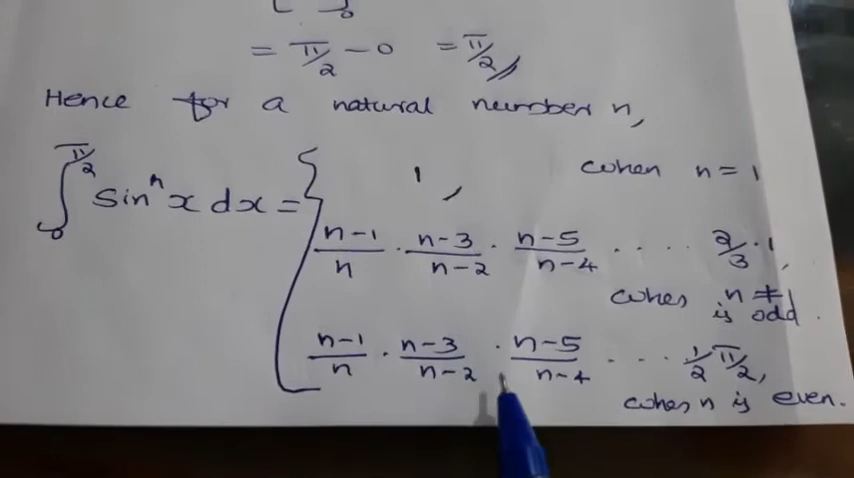 = π/2 - 0 = π/2
Hence for a natural number n,
∫₀^{π/2} sinⁿ x dx = { 1, when n = 1
(n-1)/n · (n-3)/(n-2) · (n-5)/(n-4) · · · · 2/3 · 1,
when n ≠ 1
is odd.
(n-1)/n · (n-3)/(n-2) · (n-5)/(n-4) · · · · 1/2 π/2,
when n is even.